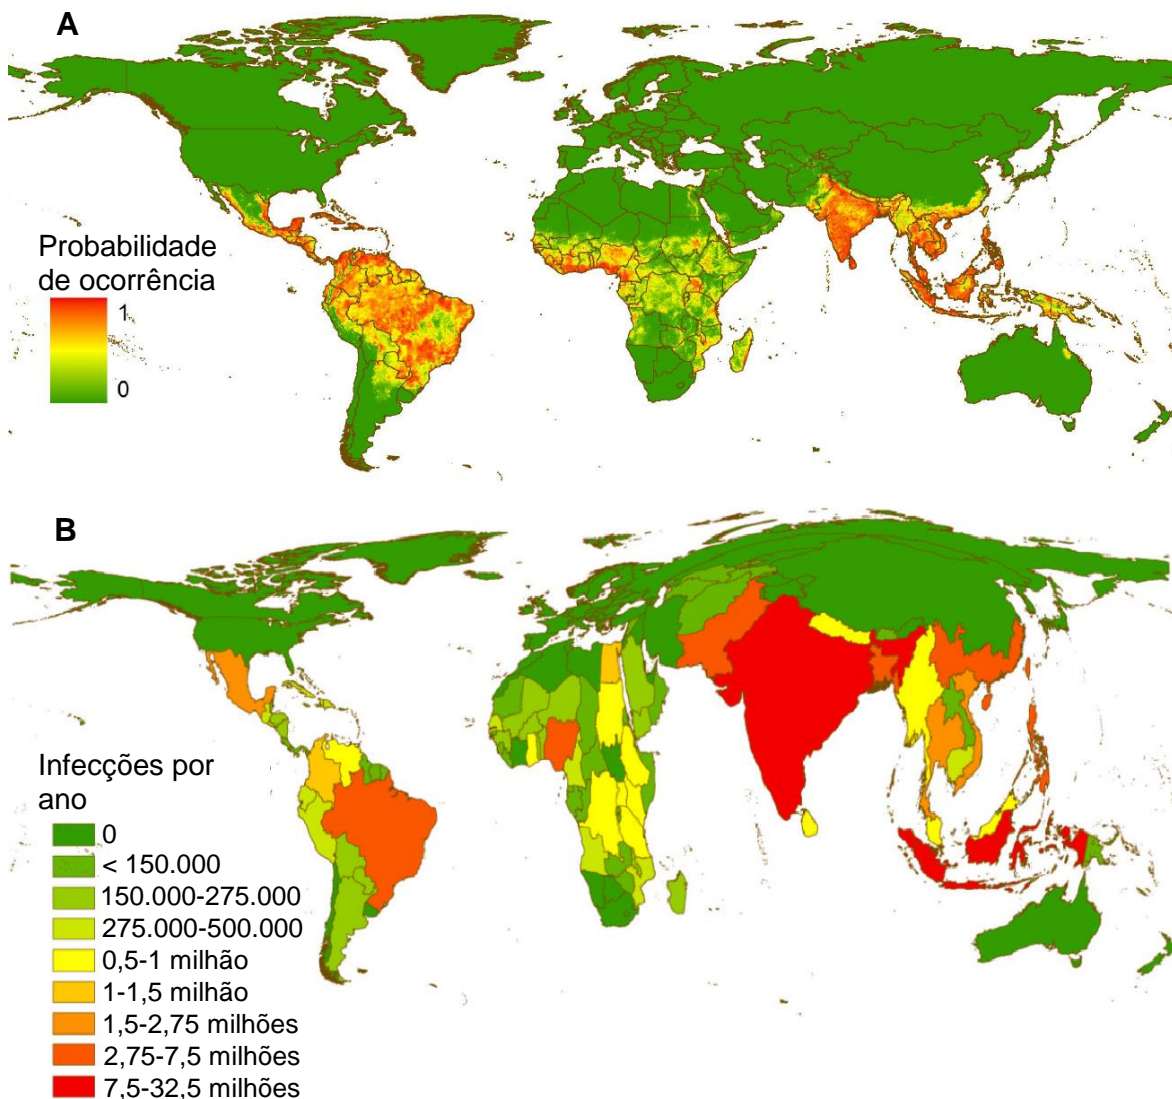 A
Probabilidade
de ocorrência
1
0
B
Infecções por
ano
0
< 150.000
150.000-275.000
275.000-500.000
0,5-1 milhão
1-1,5 milhão
1,5-2,75 milhões
2,75-7,5 milhões
7,5-32,5 milhões